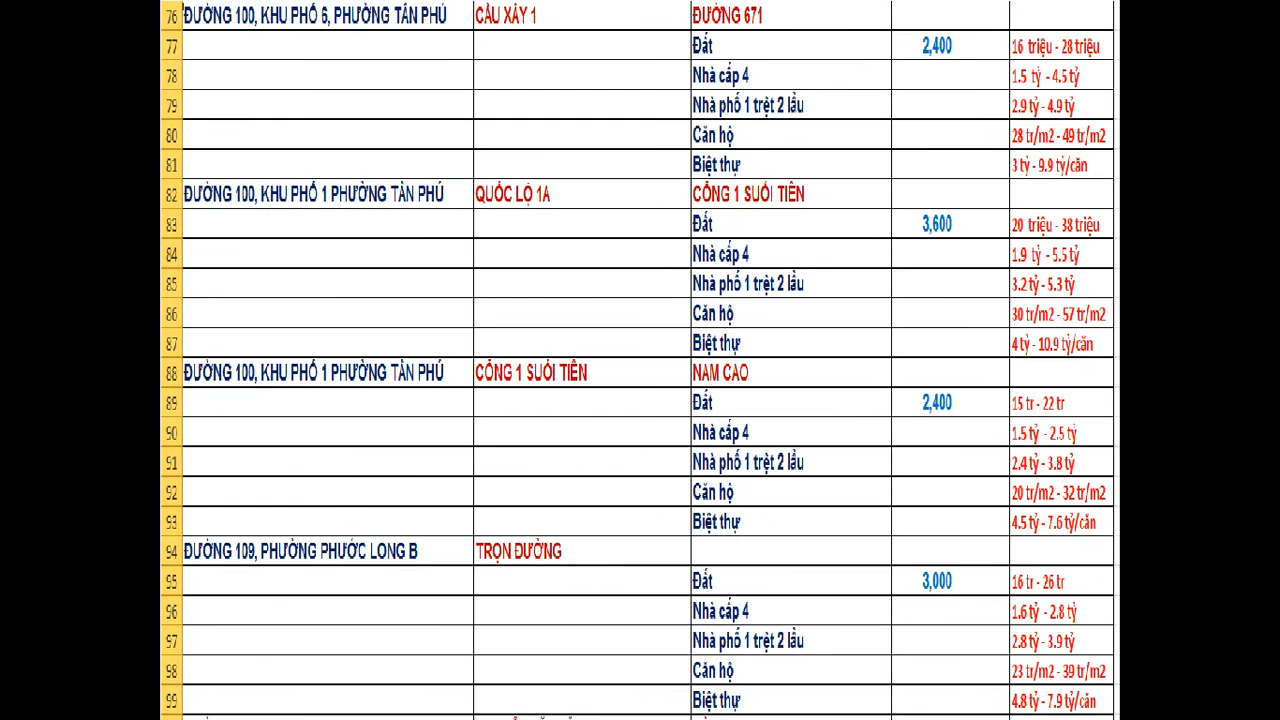 76 ĐƯỜNG 100, KHU PHỐ 6, PHƯỜNG TÂN PHÚ CẦU XÂY 1 ĐƯỜNG 671
77 Đất 2,400 16 triệu - 28 triệu
78 Nhà cấp 4 1.5 tỷ - 4.5 tỷ
79 Nhà phố 1 trệt 2 lầu 2.9 tỷ - 4.9 tỷ
80 Căn hộ 28 tr/m2 - 49 tr/m2
81 Biệt thự 3 tỷ - 9.9 tỷ/căn
82 ĐƯỜNG 100, KHU PHỐ 1 PHƯỜNG TÂN PHÚ QUỐC LỘ 1A CỔNG 1 SUỐI TIÊN
83 Đất 3,600 20 triệu - 38 triệu
84 Nhà cấp 4 1.9 tỷ - 5.5 tỷ
85 Nhà phố 1 trệt 2 lầu 3.2 tỷ - 5.3 tỷ
86 Căn hộ 30 tr/m2 - 57 tr/m2
87 Biệt thự 4 tỷ - 10.9 tỷ/căn
88 ĐƯỜNG 100, KHU PHỐ 1 PHƯỜNG TÂN PHÚ CỔNG 1 SUỐI TIÊN NAM CAO
89 Đất 2,400 15 tr - 22 tr
90 Nhà cấp 4 1.5 tỷ - 2.5 tỷ
91 Nhà phố 1 trệt 2 lầu 2.4 tỷ - 3.8 tỷ
92 Căn hộ 20 tr/m2 - 32 tr/m2
93 Biệt thự 4.5 tỷ - 7.6 tỷ/căn
94 ĐƯỜNG 109, PHƯỜNG PHƯỚC LONG B TRỌN ĐƯỜNG
95 Đất 3,000 16 tr - 26 tr
96 Nhà cấp 4 1.6 tỷ - 2.8 tỷ
97 Nhà phố 1 trệt 2 lầu 2.8 tỷ - 3.9 tỷ
98 Căn hộ 23 tr/m2 - 39 tr/m2
99 Biệt thự 4.8 tỷ - 7.9 tỷ/căn